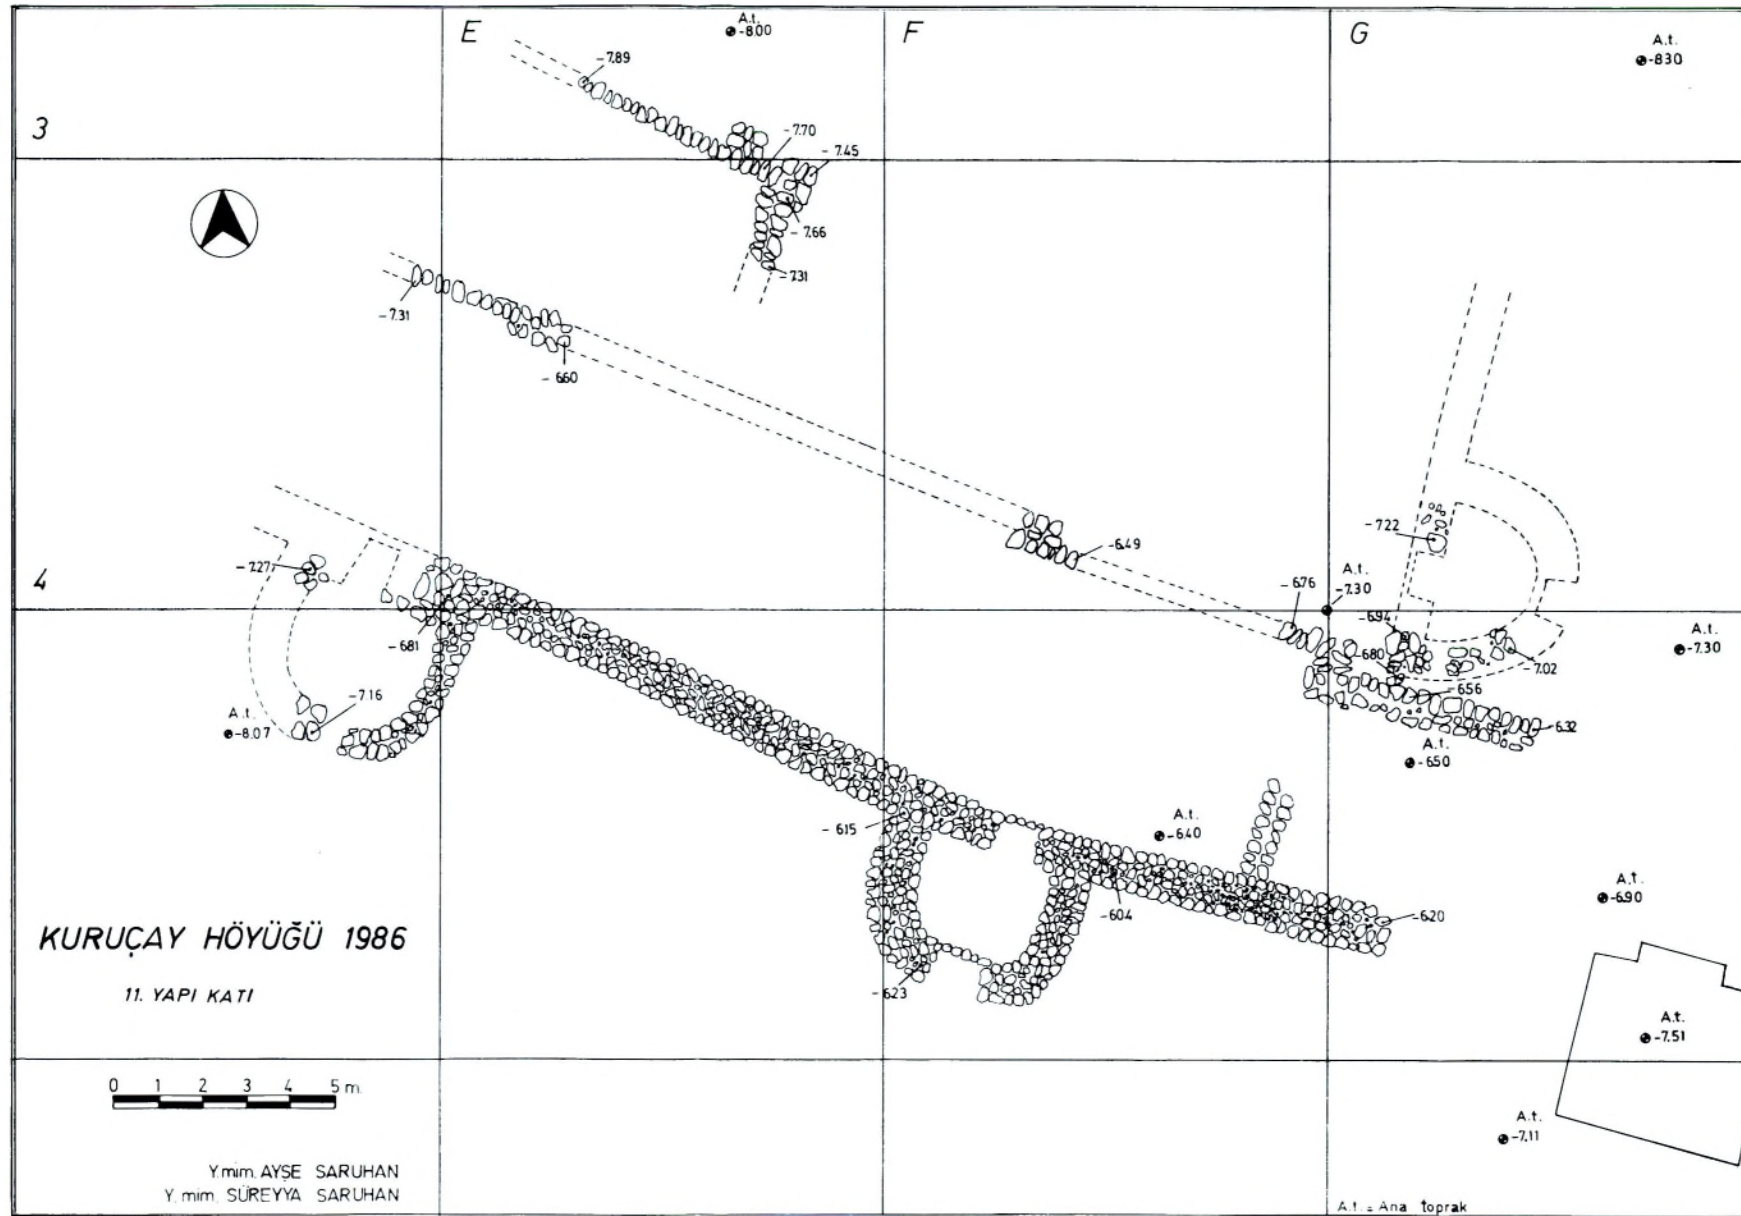 E
F
G
A.t.
-8.00
A.t.
-8.30
-7.89
3
-7.70
-7.45
-7.66
-7.31
-7.31
-6.60
-7.22
-6.49
A.t.
-7.30
-6.76
-6.94
4
-7.27
-6.81
-6.80
-7.02
A.t.
-7.30
-6.56
-7.16
A.t.
-8.07
-6.32
A.t.
-6.50
-6.15
A.t.
-6.40
-6.04
-6.20
A.t.
-6.90
KURUÇAY HÖYÜĞÜ 1986
11. YAPI KATI
-6.23
A.t.
-7.51
0 1 2 3 4 5 m.
A.t.
-7.11
Y.mim. AYŞE SARUHAN
Y. mim. SÜREYYA SARUHAN
A.t. = Ana toprak